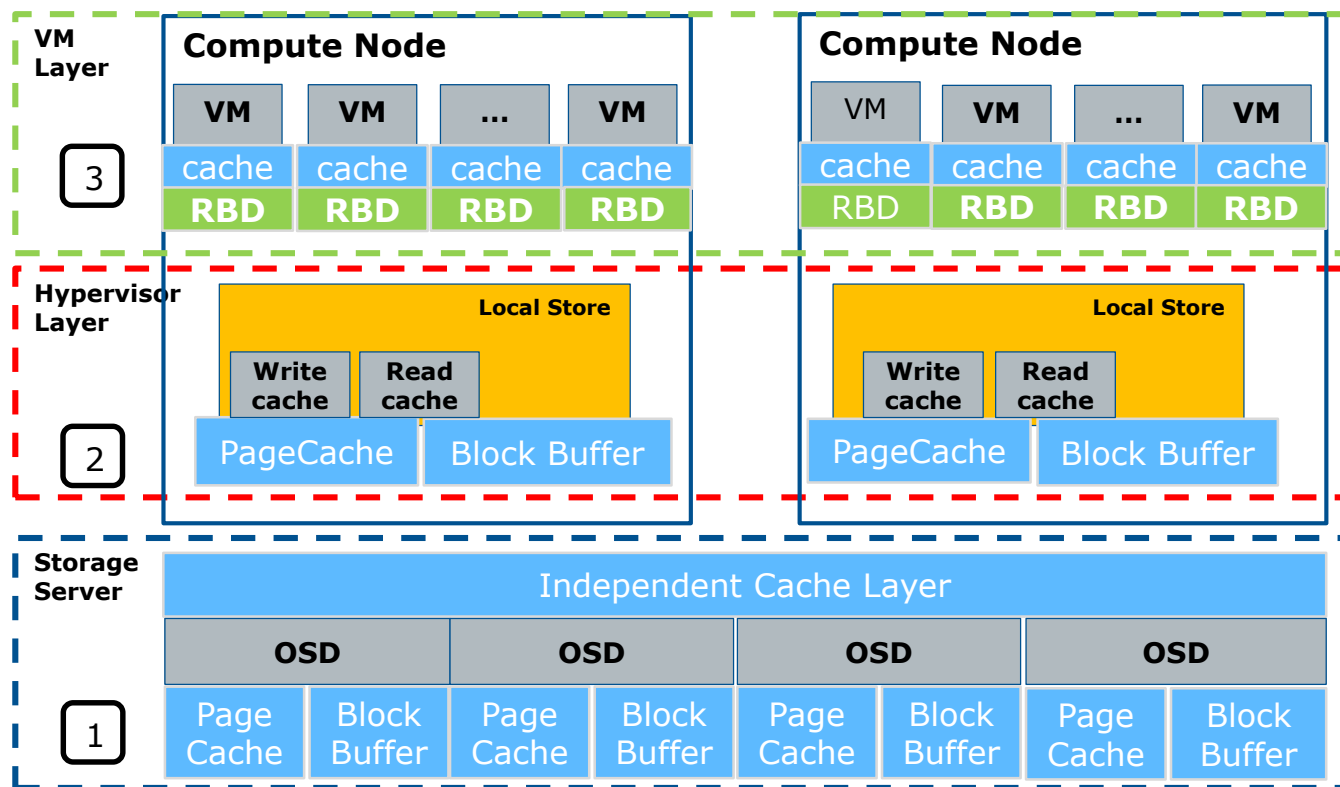 VM
Layer
3
Compute Node
VM VM ... VM
cache cache cache cache
RBD RBD RBD RBD
Compute Node
VM VM ... VM
cache cache cache cache
RBD RBD RBD RBD
Hypervisor
Layer
2
Local Store
Write Read
cache cache
PageCache Block Buffer
Local Store
Write Read
cache cache
PageCache Block Buffer
Storage
Server
1
Independent Cache Layer
OSD OSD OSD OSD
Page Block Page Block Page Block Page Block
Cache Buffer Cache Buffer Cache Buffer Cache Buffer